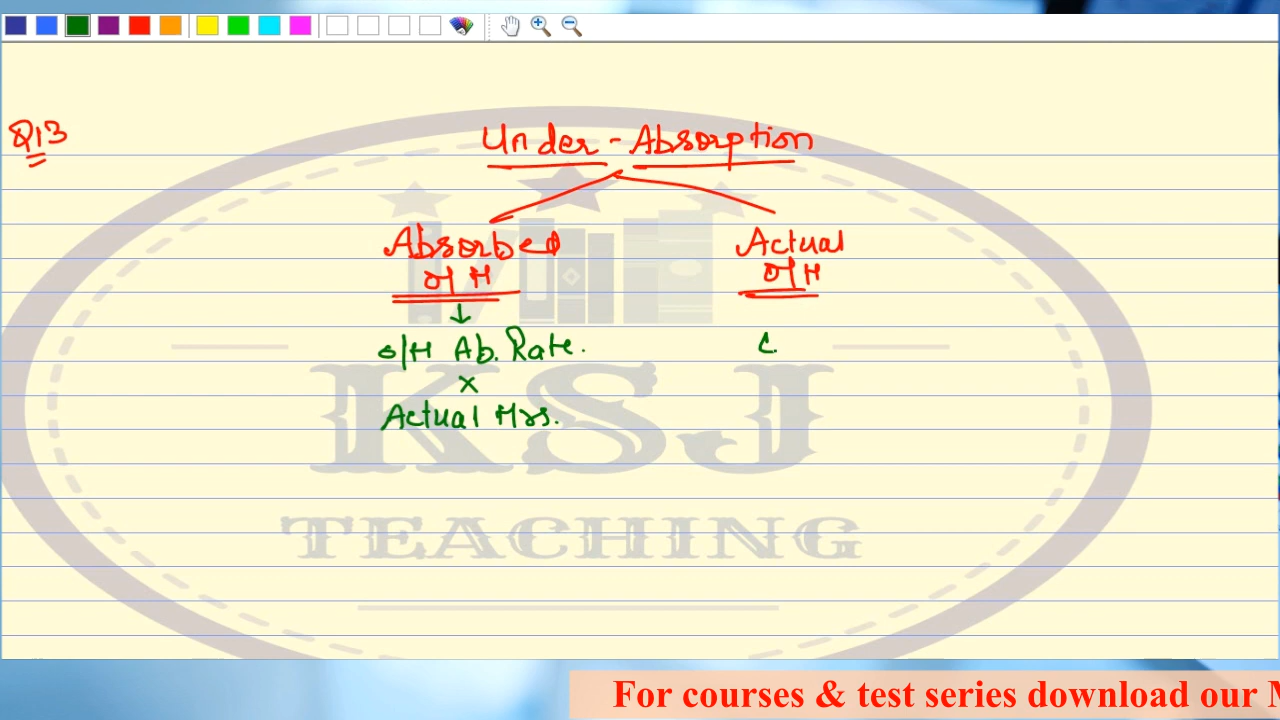 Q13
Under-Absorption
Absorbed
O/H
Actual
O/H
↓
O/H Ab. Rate.
×
Actual Hrs.
KSJ
TEACHING
For courses & test series download our M